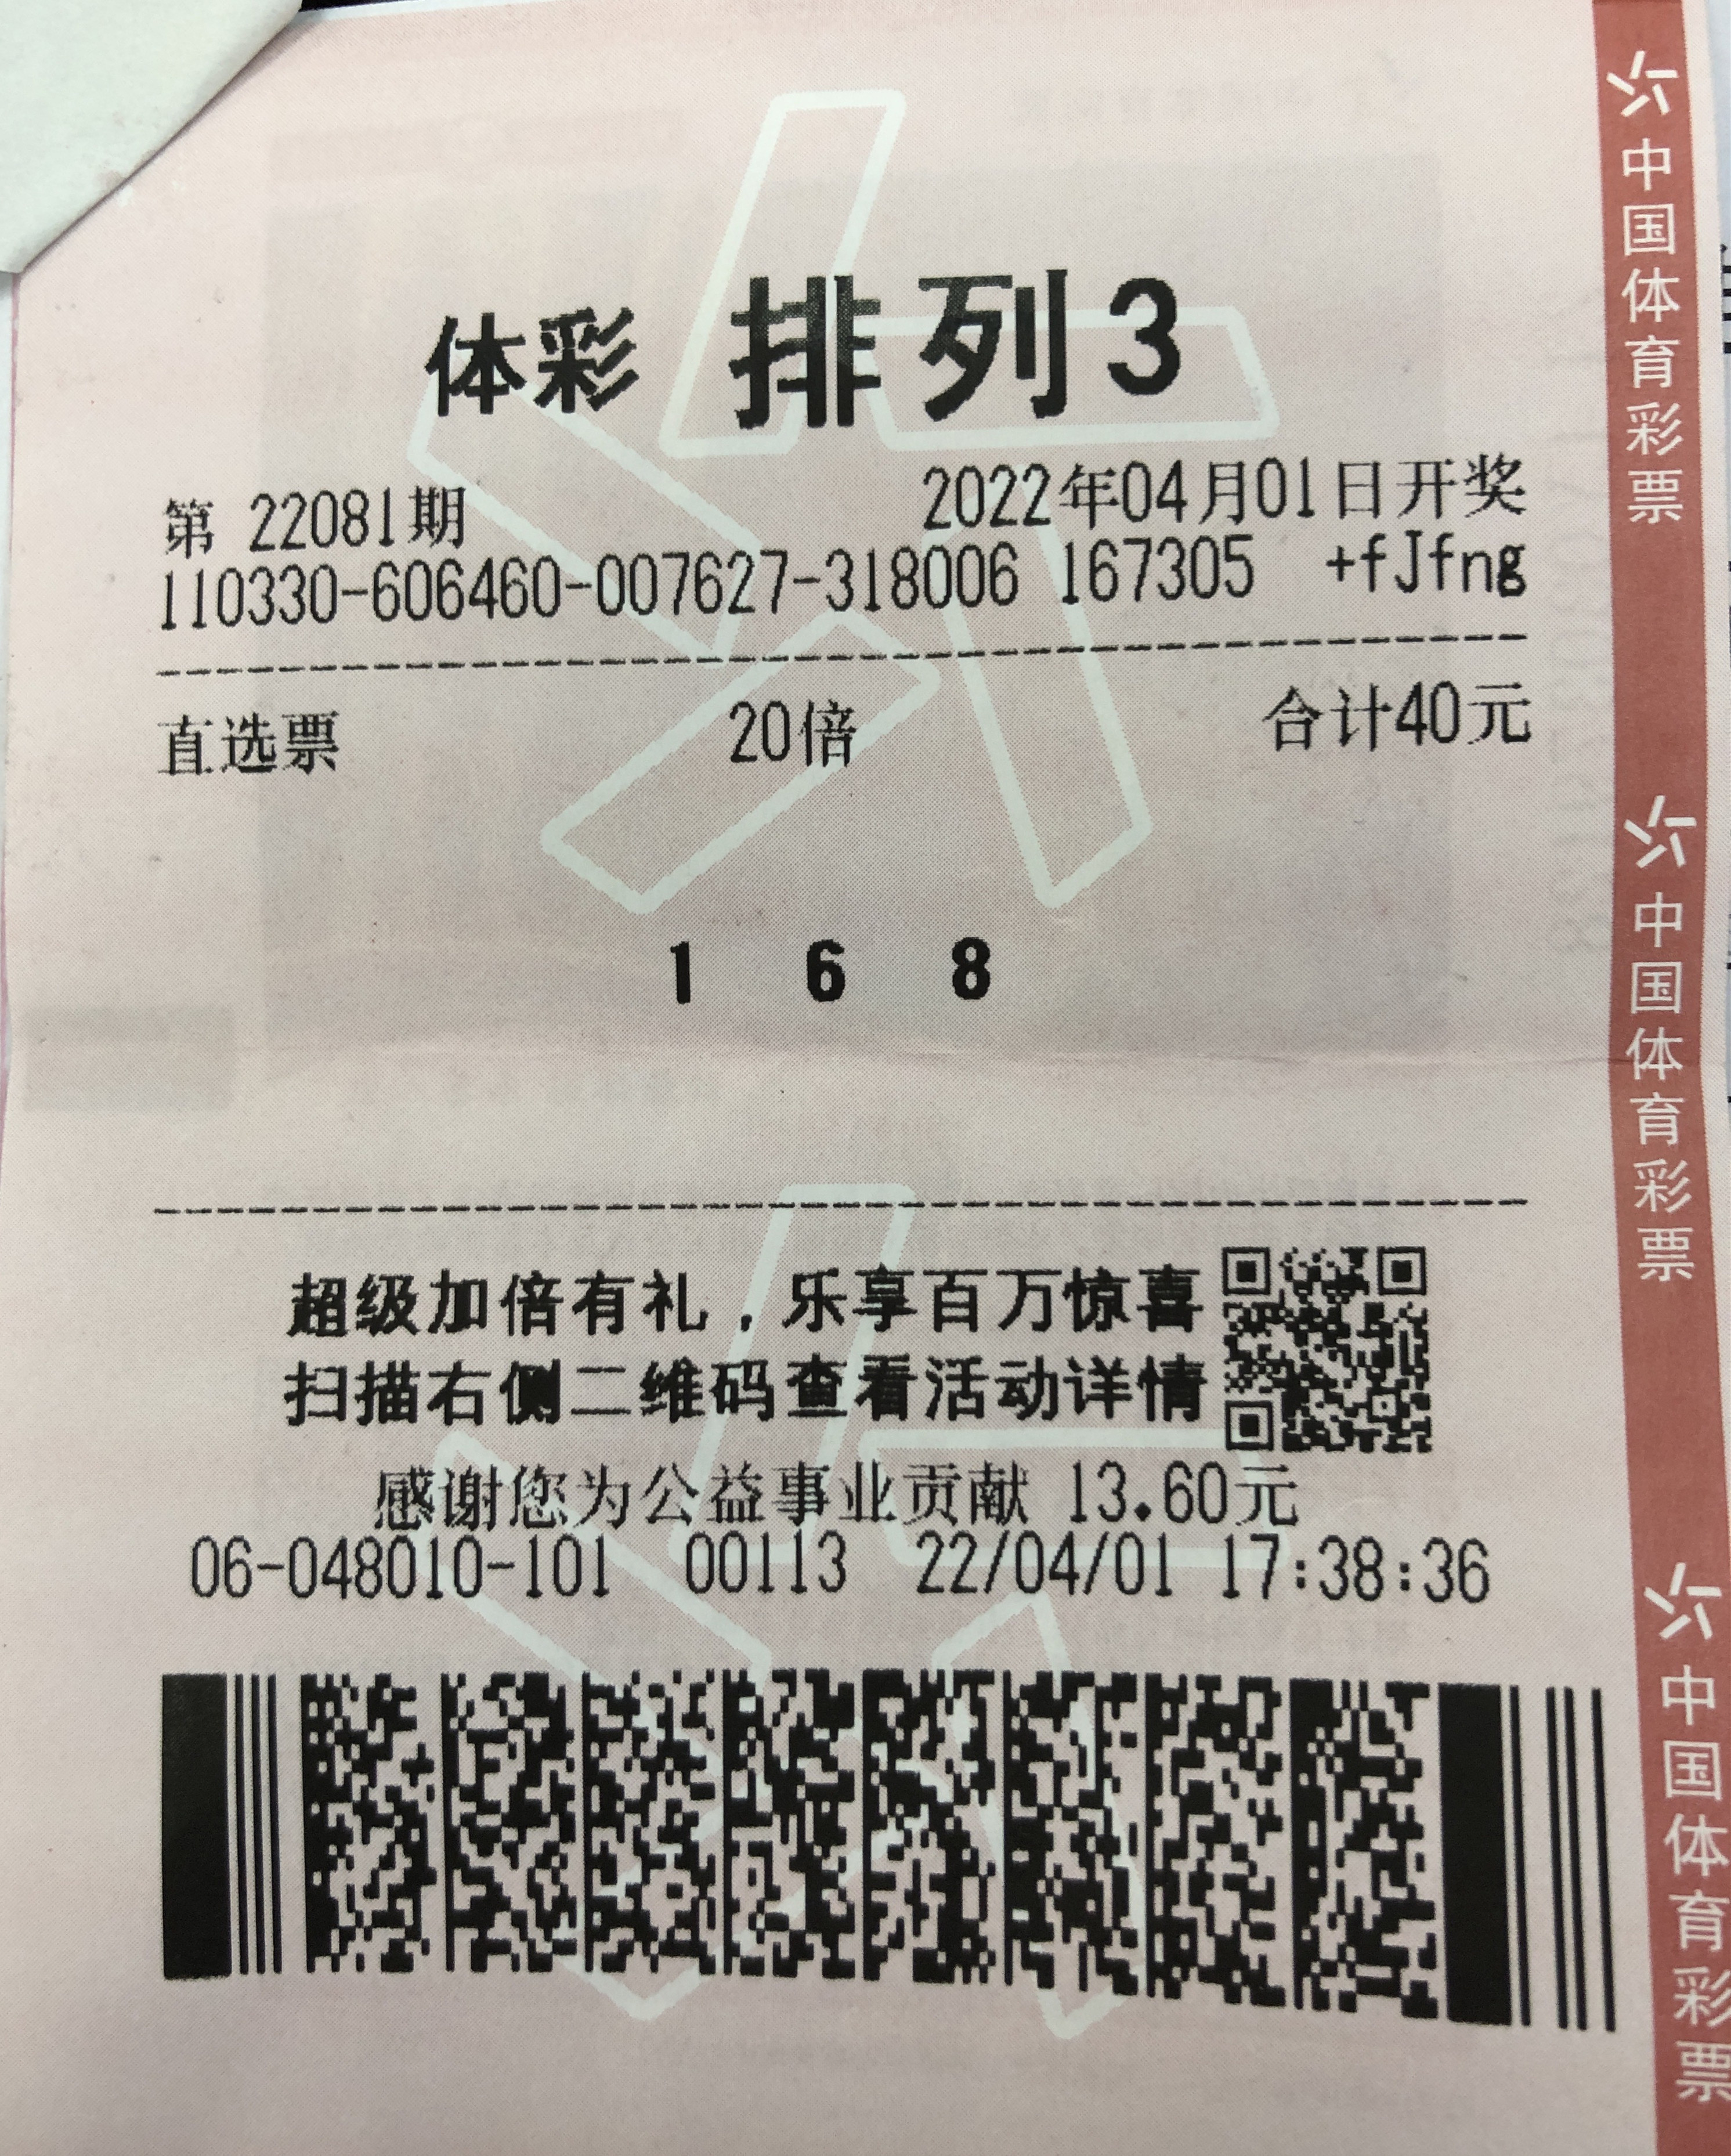 体彩 排列3
第 22081期 2022年04月01日开奖
110330-606460-007627-318006 167305 +fJfng
直选票 20倍 合计40元
1 6 8
超级加倍有礼，乐享百万惊喜
扫描右侧二维码查看活动详情
感谢您为公益事业贡献 13.60元
06-048010-101 00113 22/04/01 17:38:36
中国体育彩票
中国体育彩票
中国体育彩票